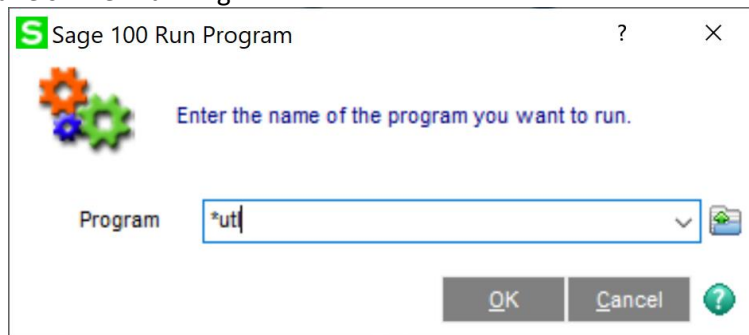 Sage 100 Run Program
Enter the name of the program you want to run.
Program
*utl
OK
Cancel